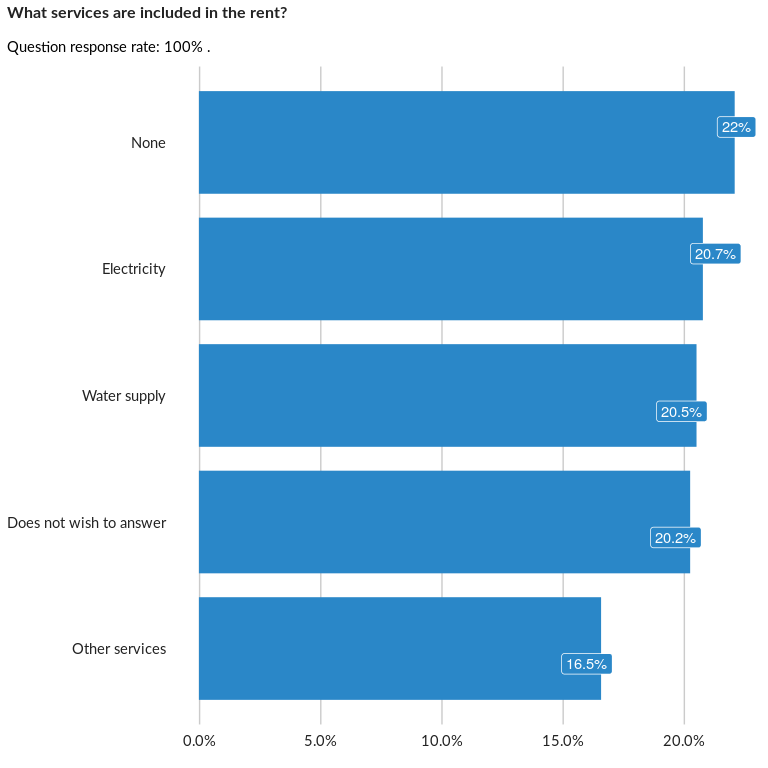 What services are included in the rent?
Question response rate: 100% .
None
22%
Electricity
20.7%
Water supply
20.5%
Does not wish to answer
20.2%
Other services
16.5%
0.0% 5.0% 10.0% 15.0% 20.0%